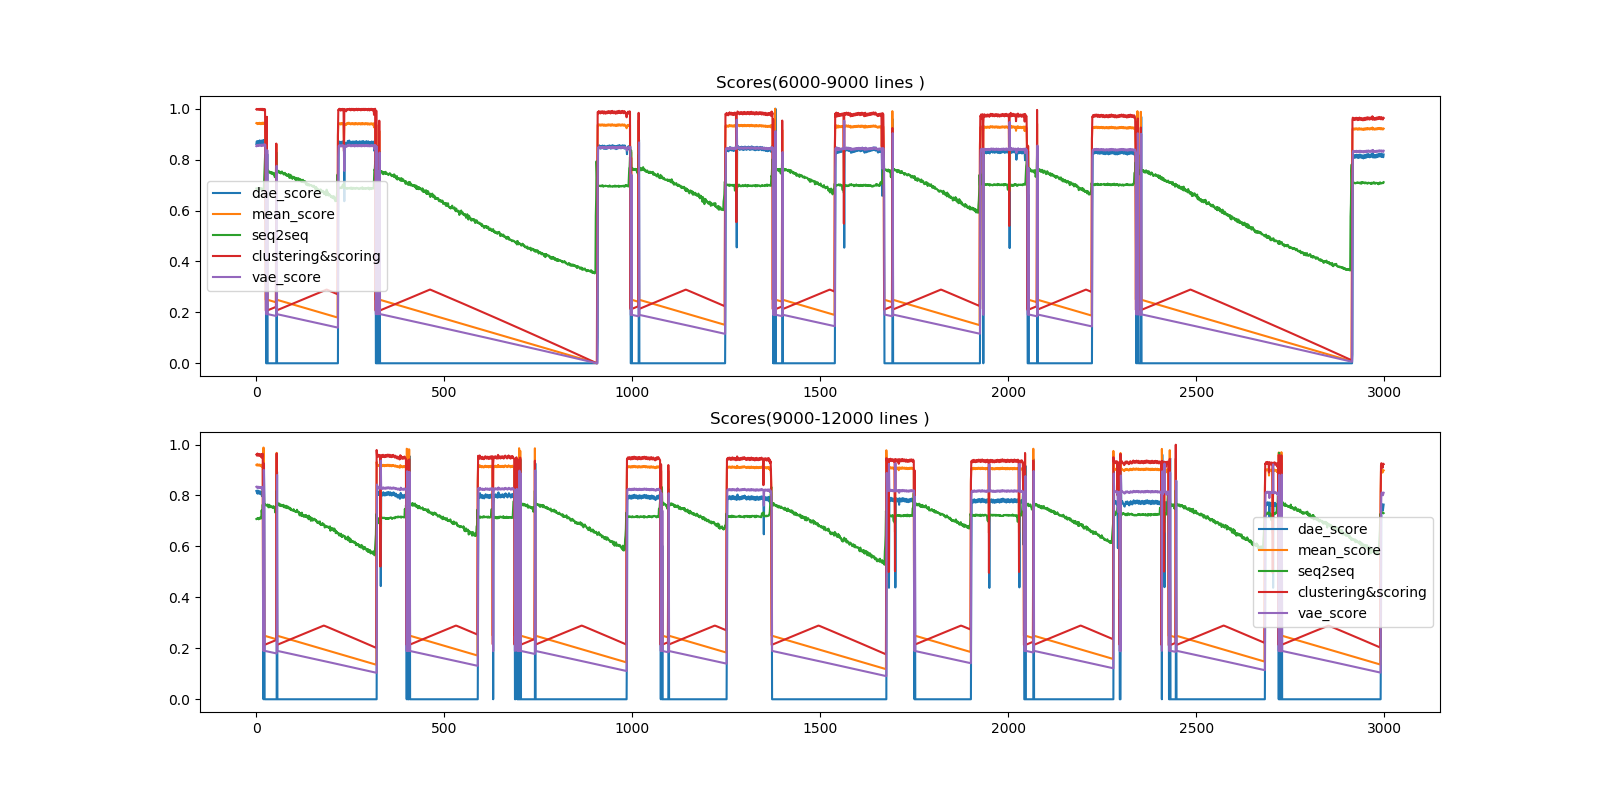 Scores(6000-9000 lines )
1.0
0.8
0.6
0.4
0.2
0.0
dae_score
mean_score
seq2seq
clustering&scoring
vae_score
0 500 1000 1500 2000 2500 3000
Scores(9000-12000 lines )
1.0
0.8
0.6
0.4
0.2
0.0
dae_score
mean_score
seq2seq
clustering&scoring
vae_score
0 500 1000 1500 2000 2500 3000